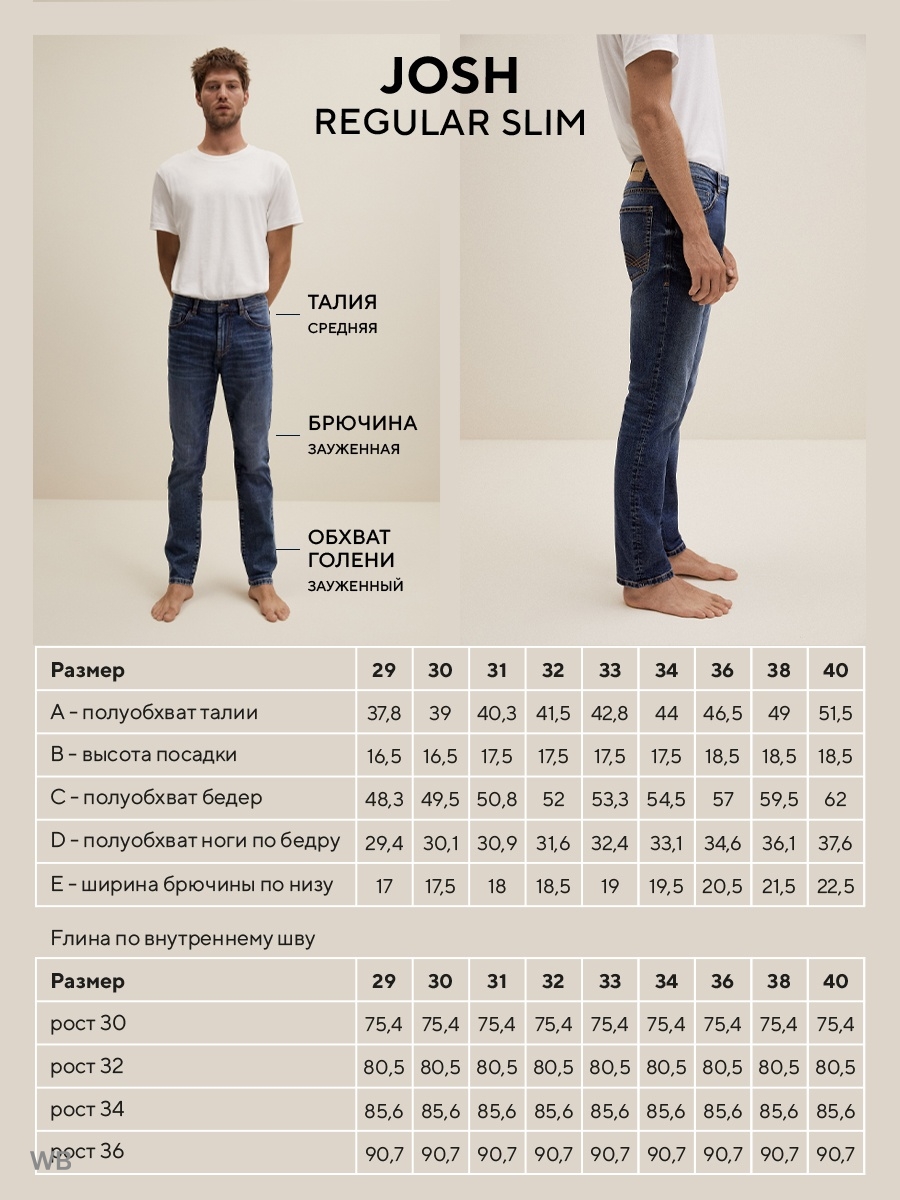 JOSH
REGULAR SLIM
ТАЛИЯ
СРЕДНЯЯ
БРЮЧИНА
ЗАУЖЕННАЯ
ОБХВАТ
ГОЛЕНИ
ЗАУЖЕННЫЙ
Размер 29 30 31 32 33 34 36 38 40
A - полуобхват талии 37,8 39 40,3 41,5 42,8 44 46,5 49 51,5
B - высота посадки 16,5 16,5 17,5 17,5 17,5 17,5 18,5 18,5 18,5
C - полуобхват бедер 48,3 49,5 50,8 52 53,3 54,5 57 59,5 62
D - полуобхват ноги по бедру 29,4 30,1 30,9 31,6 32,4 33,1 34,6 36,1 37,6
E - ширина брючины по низу 17 17,5 18 18,5 19 19,5 20,5 21,5 22,5
Fлина по внутреннему шву
Размер 29 30 31 32 33 34 36 38 40
рост 30 75,4 75,4 75,4 75,4 75,4 75,4 75,4 75,4 75,4
рост 32 80,5 80,5 80,5 80,5 80,5 80,5 80,5 80,5 80,5
рост 34 85,6 85,6 85,6 85,6 85,6 85,6 85,6 85,6 85,6
рост 36 90,7 90,7 90,7 90,7 90,7 90,7 90,7 90,7 90,7
WB